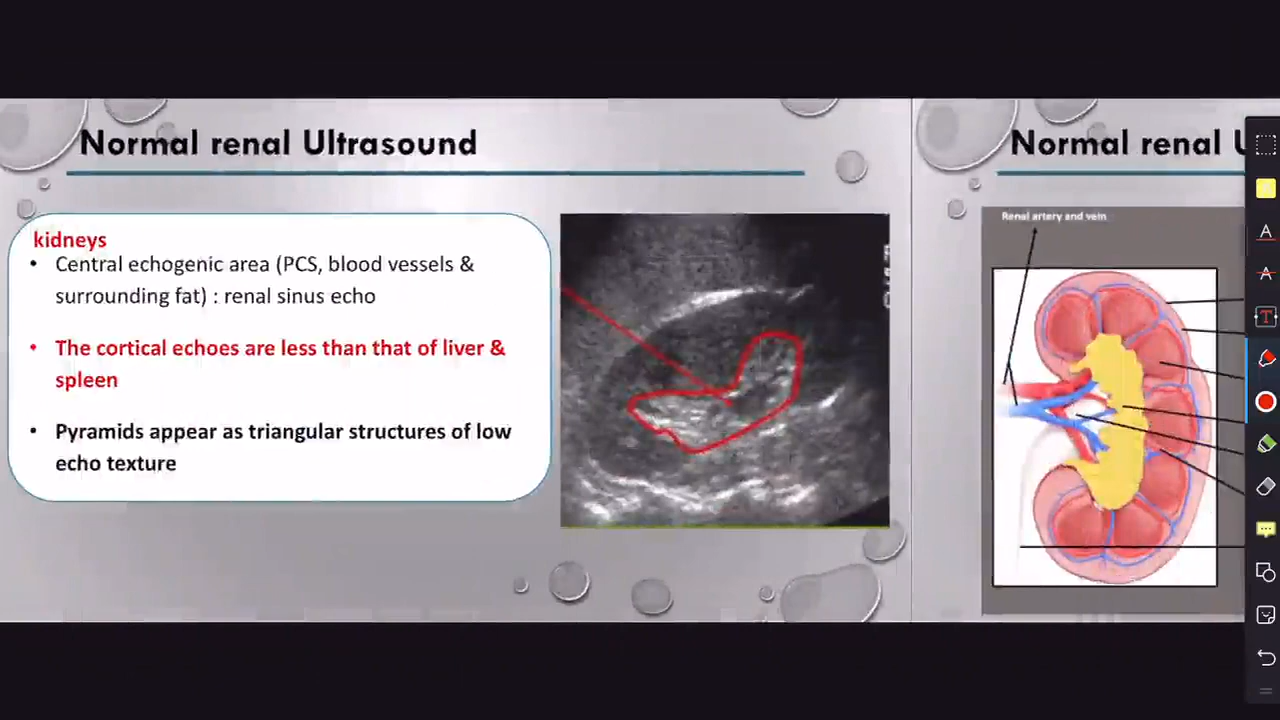 Normal renal Ultrasound
kidneys
• Central echogenic area (PCS, blood vessels &
surrounding fat) : renal sinus echo
• The cortical echoes are less than that of liver &
spleen
• Pyramids appear as triangular structures of low
echo texture
Normal renal U
Renal artery and vein